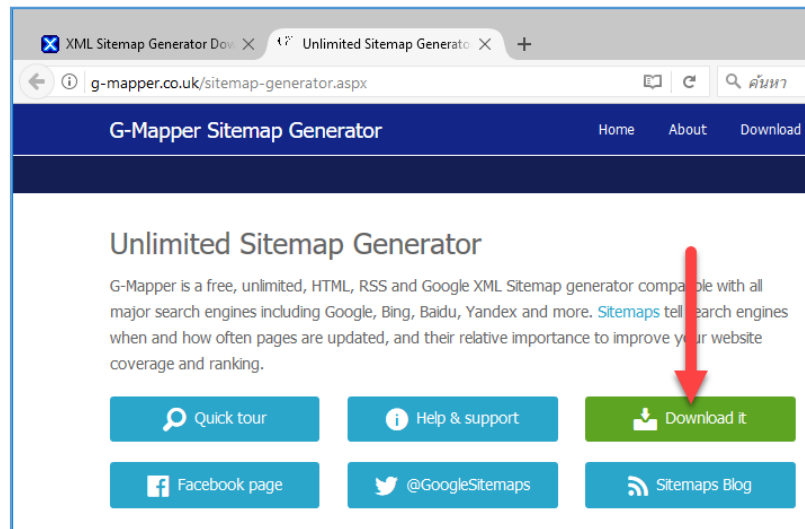 XML Sitemap Generator Dow
Unlimited Sitemap Generato
g-mapper.co.uk/sitemap-generator.aspx
ค้นหา
G-Mapper Sitemap Generator
Home About Download
Unlimited Sitemap Generator
G-Mapper is a free, unlimited, HTML, RSS and Google XML Sitemap generator compatible with all
major search engines including Google, Bing, Baidu, Yandex and more. Sitemaps tell search engines
when and how often pages are updated, and their relative importance to improve your website
coverage and ranking.
Quick tour
Help & support
Download it
Facebook page
@GoogleSitemaps
Sitemaps Blog